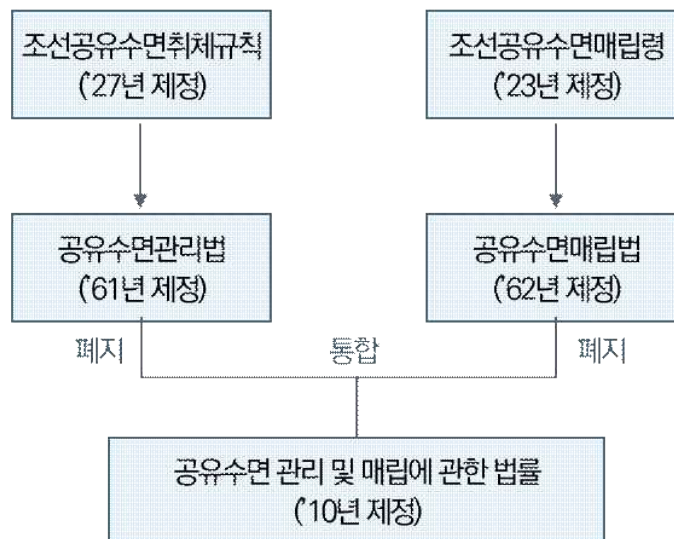 조선공유수면취체규칙
('27년 제정)
조선공유수면매립령
('23년 제정)
공유수면관리법
('61년 제정)
공유수면매립법
('62년 제정)
폐지
통합
폐지
공유수면 관리 및 매립에 관한 법률
('10년 제정)